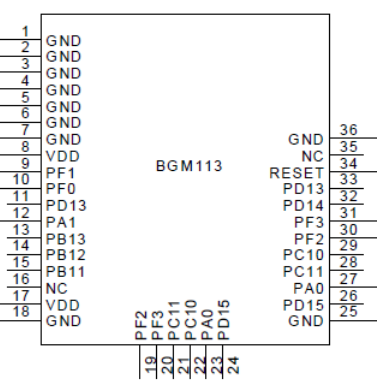 1 GND
2 GND
3 GND
4 GND
5 GND
6 GND
7 GND
8 VDD
9 PF1
10 PF0
11 PD13
12 PA1
13 PB13
14 PB12
15 PB11
16 NC
17 VDD
18 GND
BGM113
GND 36
NC 35
RESET 34
PD13 33
PD14 32
PF3 31
PF2 30
PC10 29
PC11 28
PA0 27
PD15 26
GND 25
PF2 19
PF3 20
PC11 21
PC10 22
PA0 23
PD15 24